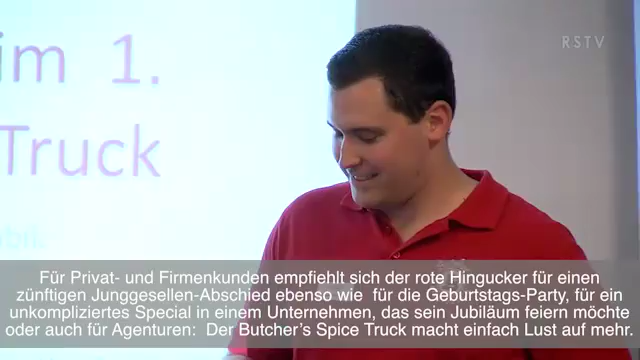 RSTV
im 1.
Truck
Für Privat- und Firmenkunden empfiehlt sich der rote Hingucker für einen
zünftigen Junggesellen-Abschied ebenso wie für die Geburtstags-Party, für ein
unkompliziertes Special in einem Unternehmen, das sein Jubiläum feiern möchte
oder auch für Agenturen: Der Butcher's Spice Truck macht einfach Lust auf mehr.